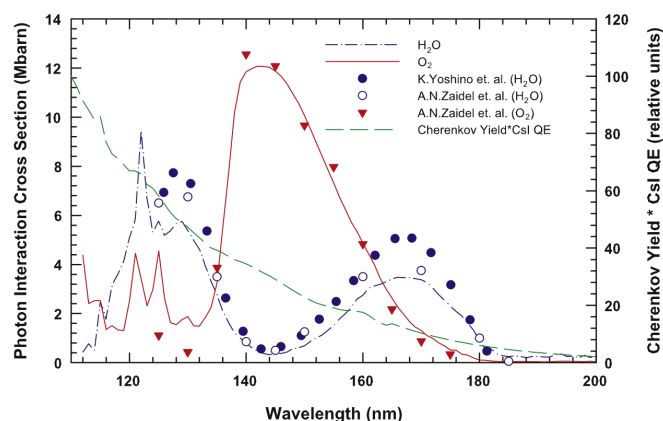 Photon Interaction Cross Section (Mbarn)
14
12
10
8
6
4
2
0
120
140
160
180
200
Wavelength (nm)
120
100
80
60
40
20
0
Cherenkov Yield * CsI QE (relative units)
H₂O
O₂
K.Yoshino et. al. (H₂O)
A.N.Zaidel et. al. (H₂O)
A.N.Zaidel et. al. (O₂)
Cherenkov Yield*CsI QE